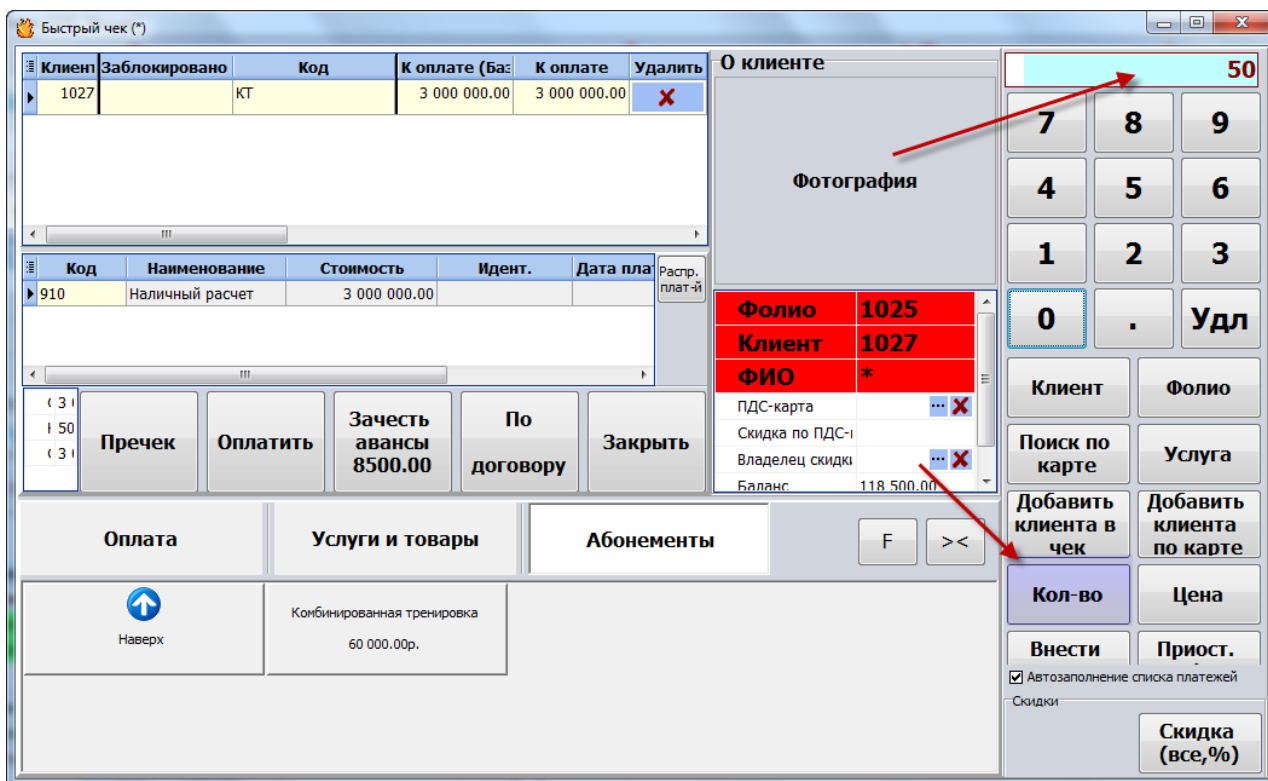 Быстрый чек (*)
Клиент Заблокировано Код К оплате (Баз К оплате Удалить
1027 КТ 3 000 000.00 3 000 000.00
Код Наименование Стоимость Идент. Дата плат
Распр.
плат-й
910 Наличный расчет 3 000 000.00
50
Пречек
Оплатить
Зачесть
авансы
8500.00
По
договору
Закрыть
О клиенте
Фотография
Фолио 1025
Клиент 1027
ФИО *
ПДС-карта ...
Скидка по ПДС-
Владелец скидки ...
Баланс 118 500.00
Оплата
Услуги и товары
Абонементы
F
><
Наверх
Комбинированная тренировка
60 000.00р.
50
7 8 9
4 5 6
1 2 3
0 . Удл
Клиент
Фолио
Поиск по
карте
Услуга
Добавить
клиента в
чек
Добавить
клиента
по карте
Кол-во
Цена
Внести
Приост.
Автозаполнение списка платежей
Скидки
Скидка
(все,%)